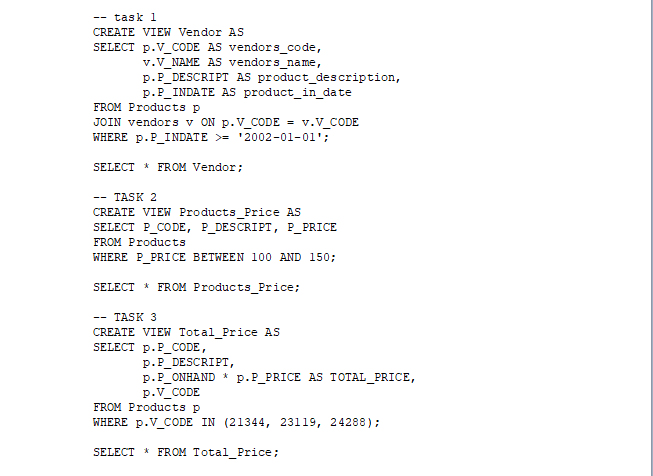 -- task 1
CREATE VIEW Vendor AS
SELECT p.V_CODE AS vendors_code,
       v.V_NAME AS vendors_name,
       p.P_DESCRIPT AS product_description,
       p.P_INDATE AS product_in_date
FROM Products p
JOIN vendors v ON p.V_CODE = v.V_CODE
WHERE p.P_INDATE >= '2002-01-01';

SELECT * FROM Vendor;

-- TASK 2
CREATE VIEW Products_Price AS
SELECT P_CODE, P_DESCRIPT, P_PRICE
FROM Products
WHERE P_PRICE BETWEEN 100 AND 150;

SELECT * FROM Products_Price;

-- TASK 3
CREATE VIEW Total_Price AS
SELECT p.P_CODE,
       p.P_DESCRIPT,
       p.P_ONHAND * p.P_PRICE AS TOTAL_PRICE,
       p.V_CODE
FROM Products p
WHERE p.V_CODE IN (21344, 23119, 24288);

SELECT * FROM Total_Price;